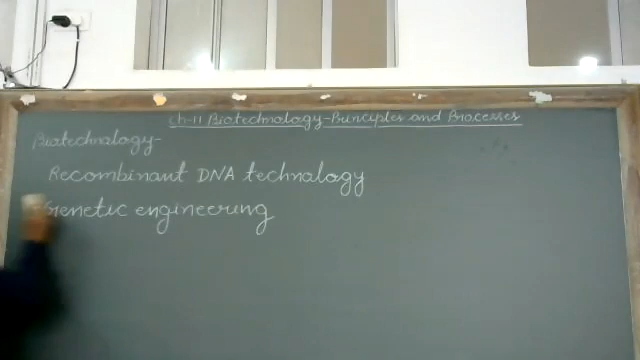 Ch-11 Biotechnology-Principles and Processes
Biotechnology-
Recombinant DNA technology
Genetic engineering